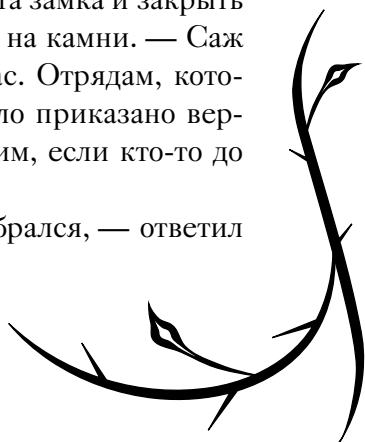 та замка и закрыть
на камни. — Саж
ас. Отрядам, кото-
ло приказано вер-
им, если кто-то до
брался, — ответил